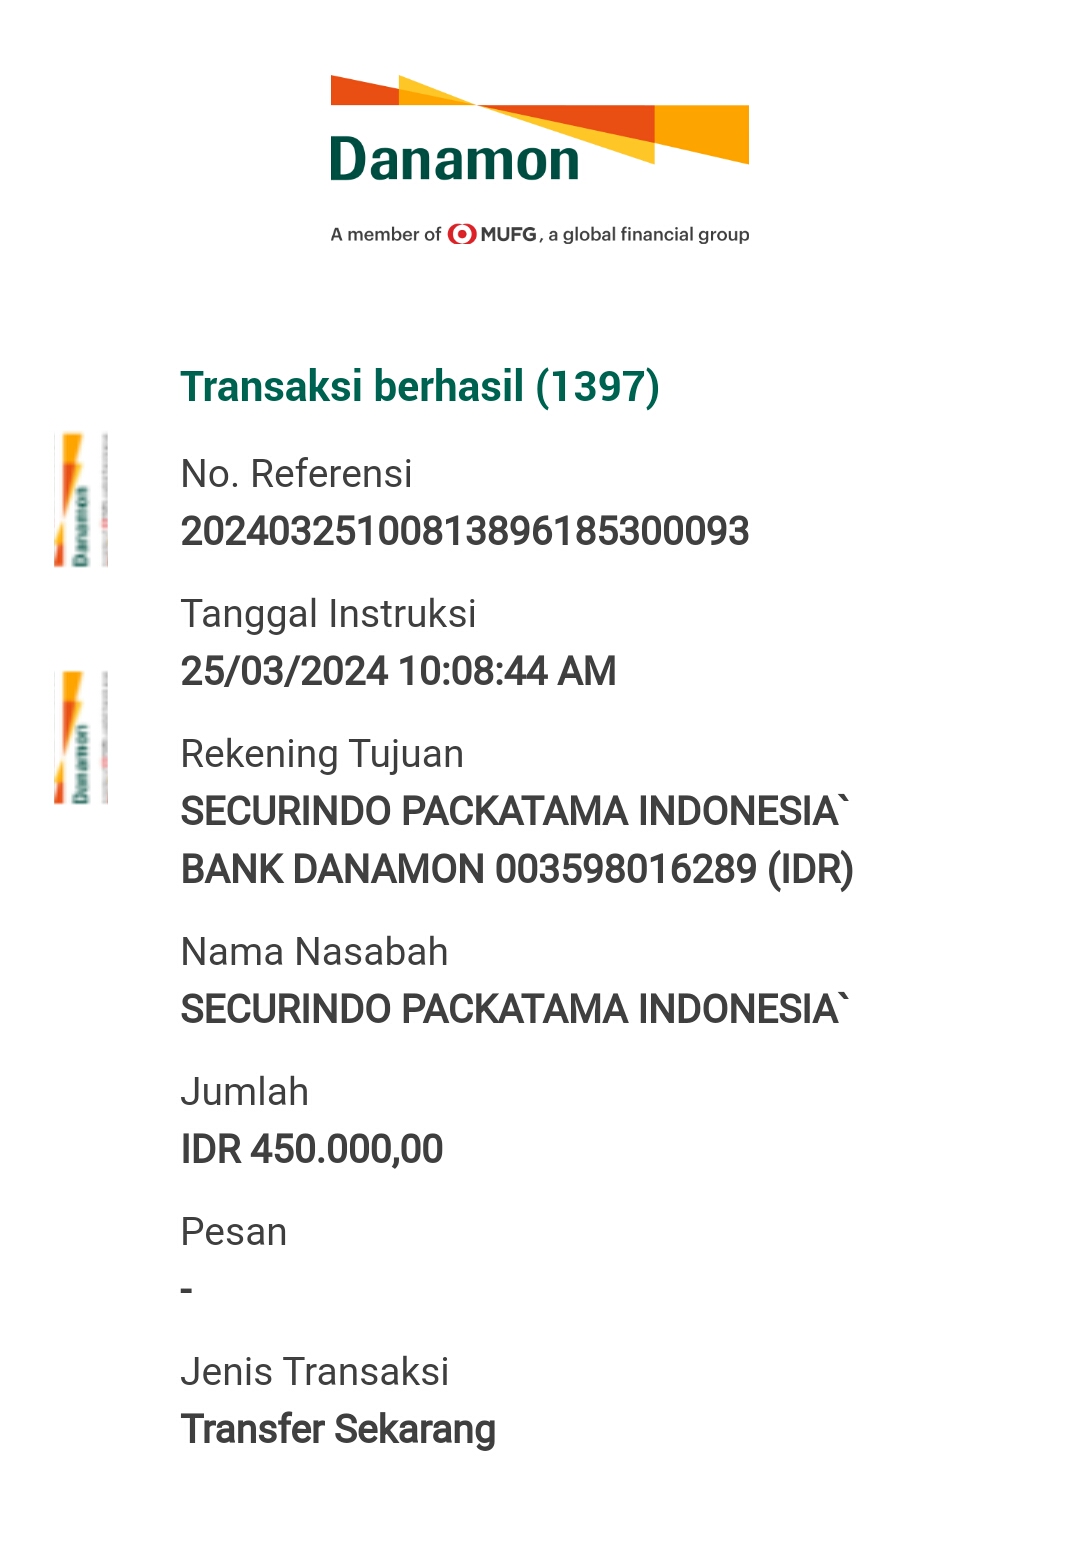 Danamon
A member of MUFG, a global financial group
Transaksi berhasil (1397)
No. Referensi
20240325100813896185300093
Tanggal Instruksi
25/03/2024 10:08:44 AM
Rekening Tujuan
SECURINDO PACKATAMA INDONESIA`
BANK DANAMON 003598016289 (IDR)
Nama Nasabah
SECURINDO PACKATAMA INDONESIA`
Jumlah
IDR 450.000,00
Pesan
-
Jenis Transaksi
Transfer Sekarang
Danamon
Danamon